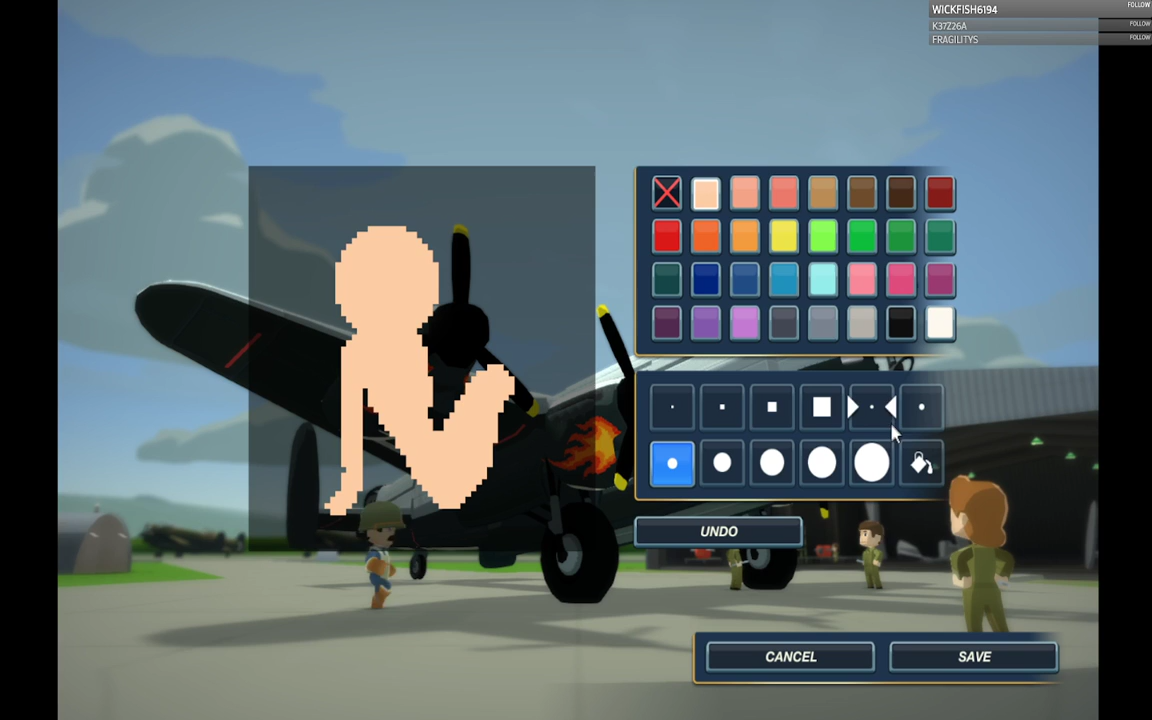 WICKFISH6194 FOLLOW
K37Z26A FOLLOW
FRAGILITYS FOLLOW
UNDO
CANCEL SAVE